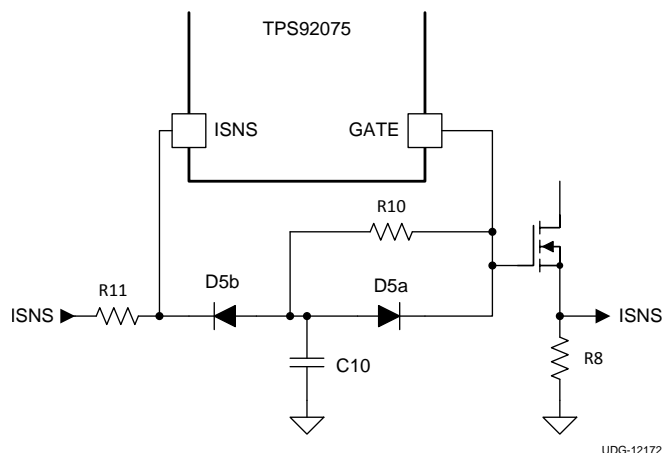 TPS92075
ISNS
GATE
R10
D5b
D5a
R11
ISNS
ISNS
C10
R8
UDG-12172